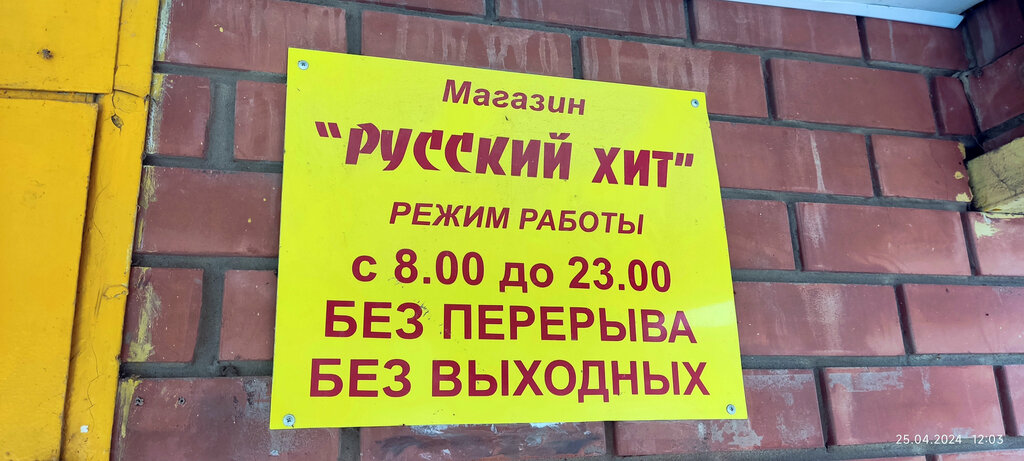 Магазин
"РУССКИЙ ХИТ"
РЕЖИМ РАБОТЫ
с 8.00 до 23.00
БЕЗ ПЕРЕРЫВА
БЕЗ ВЫХОДНЫХ
25.04.2024 12:03